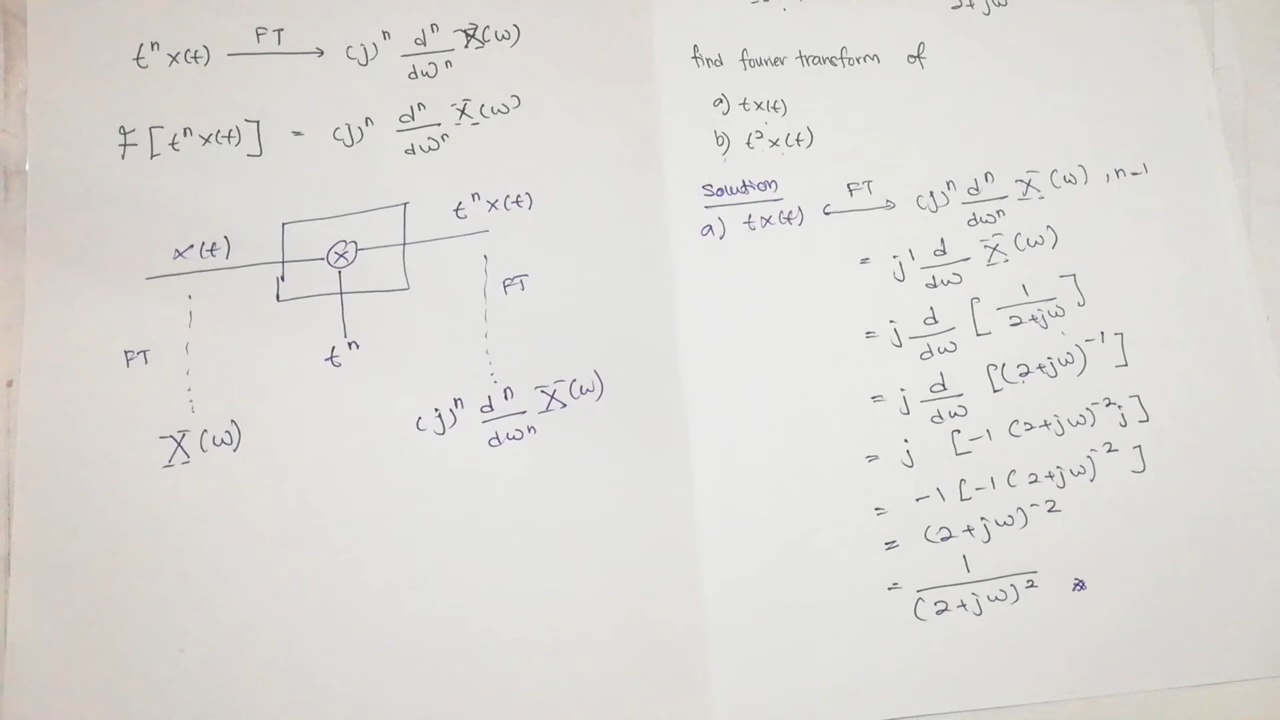 tⁿ x(t) FT → (j)ⁿ dⁿ/dωⁿ X(ω)
F[tⁿ x(t)] = (j)ⁿ dⁿ/dωⁿ X(ω)
tⁿ x(t)
x(t)
x
FT
FT
tⁿ
(j)ⁿ dⁿ/dωⁿ X(ω)
X(ω)
2+jω
find fourier transform of
a) t x(t)
b) t² x(t)
Solution
a) t x(t) FT ↔ (j)ⁿ dⁿ/dωⁿ X(ω), n=1
= j¹ d/dω X(ω)
= j d/dω [1/(2+jω)]
= j d/dω [(2+jω)⁻¹]
= j [-1 (2+jω)⁻² j]
= -1 [-1 (2+jω)⁻²]
= (2+jω)⁻²
= 1/(2+jω)²